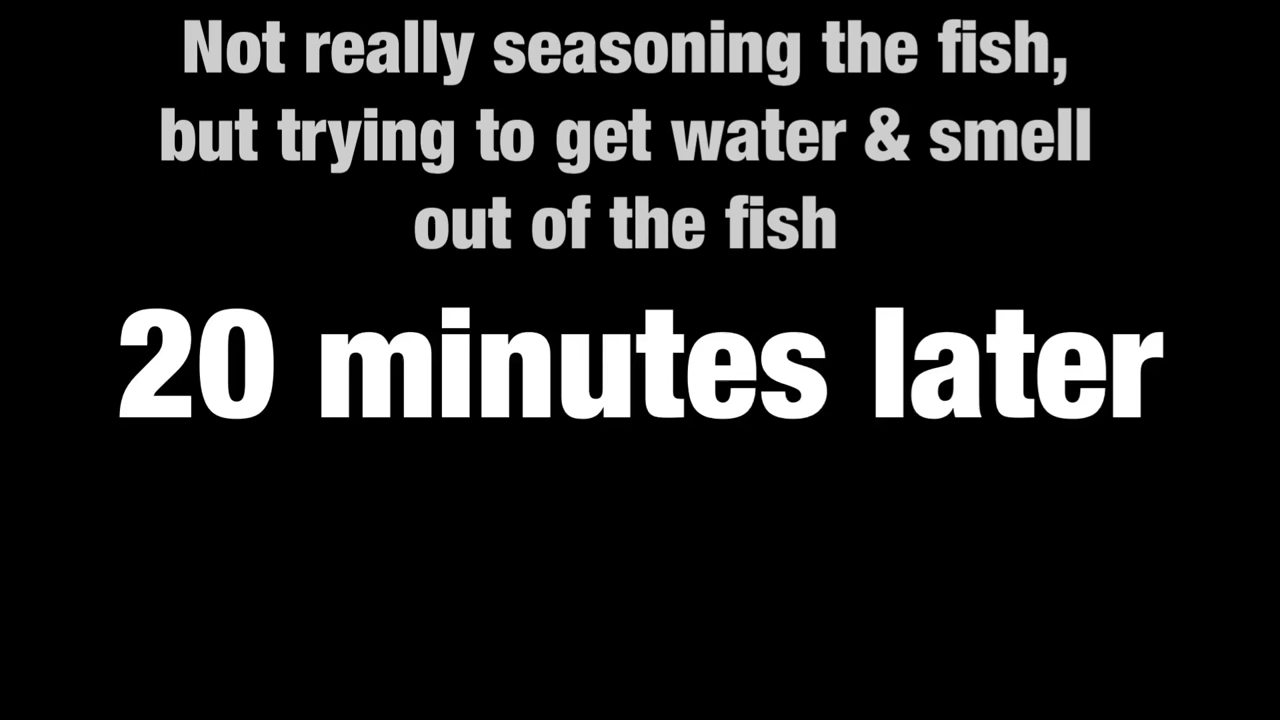 Not really seasoning the fish,
but trying to get water & smell
out of the fish
20 minutes later